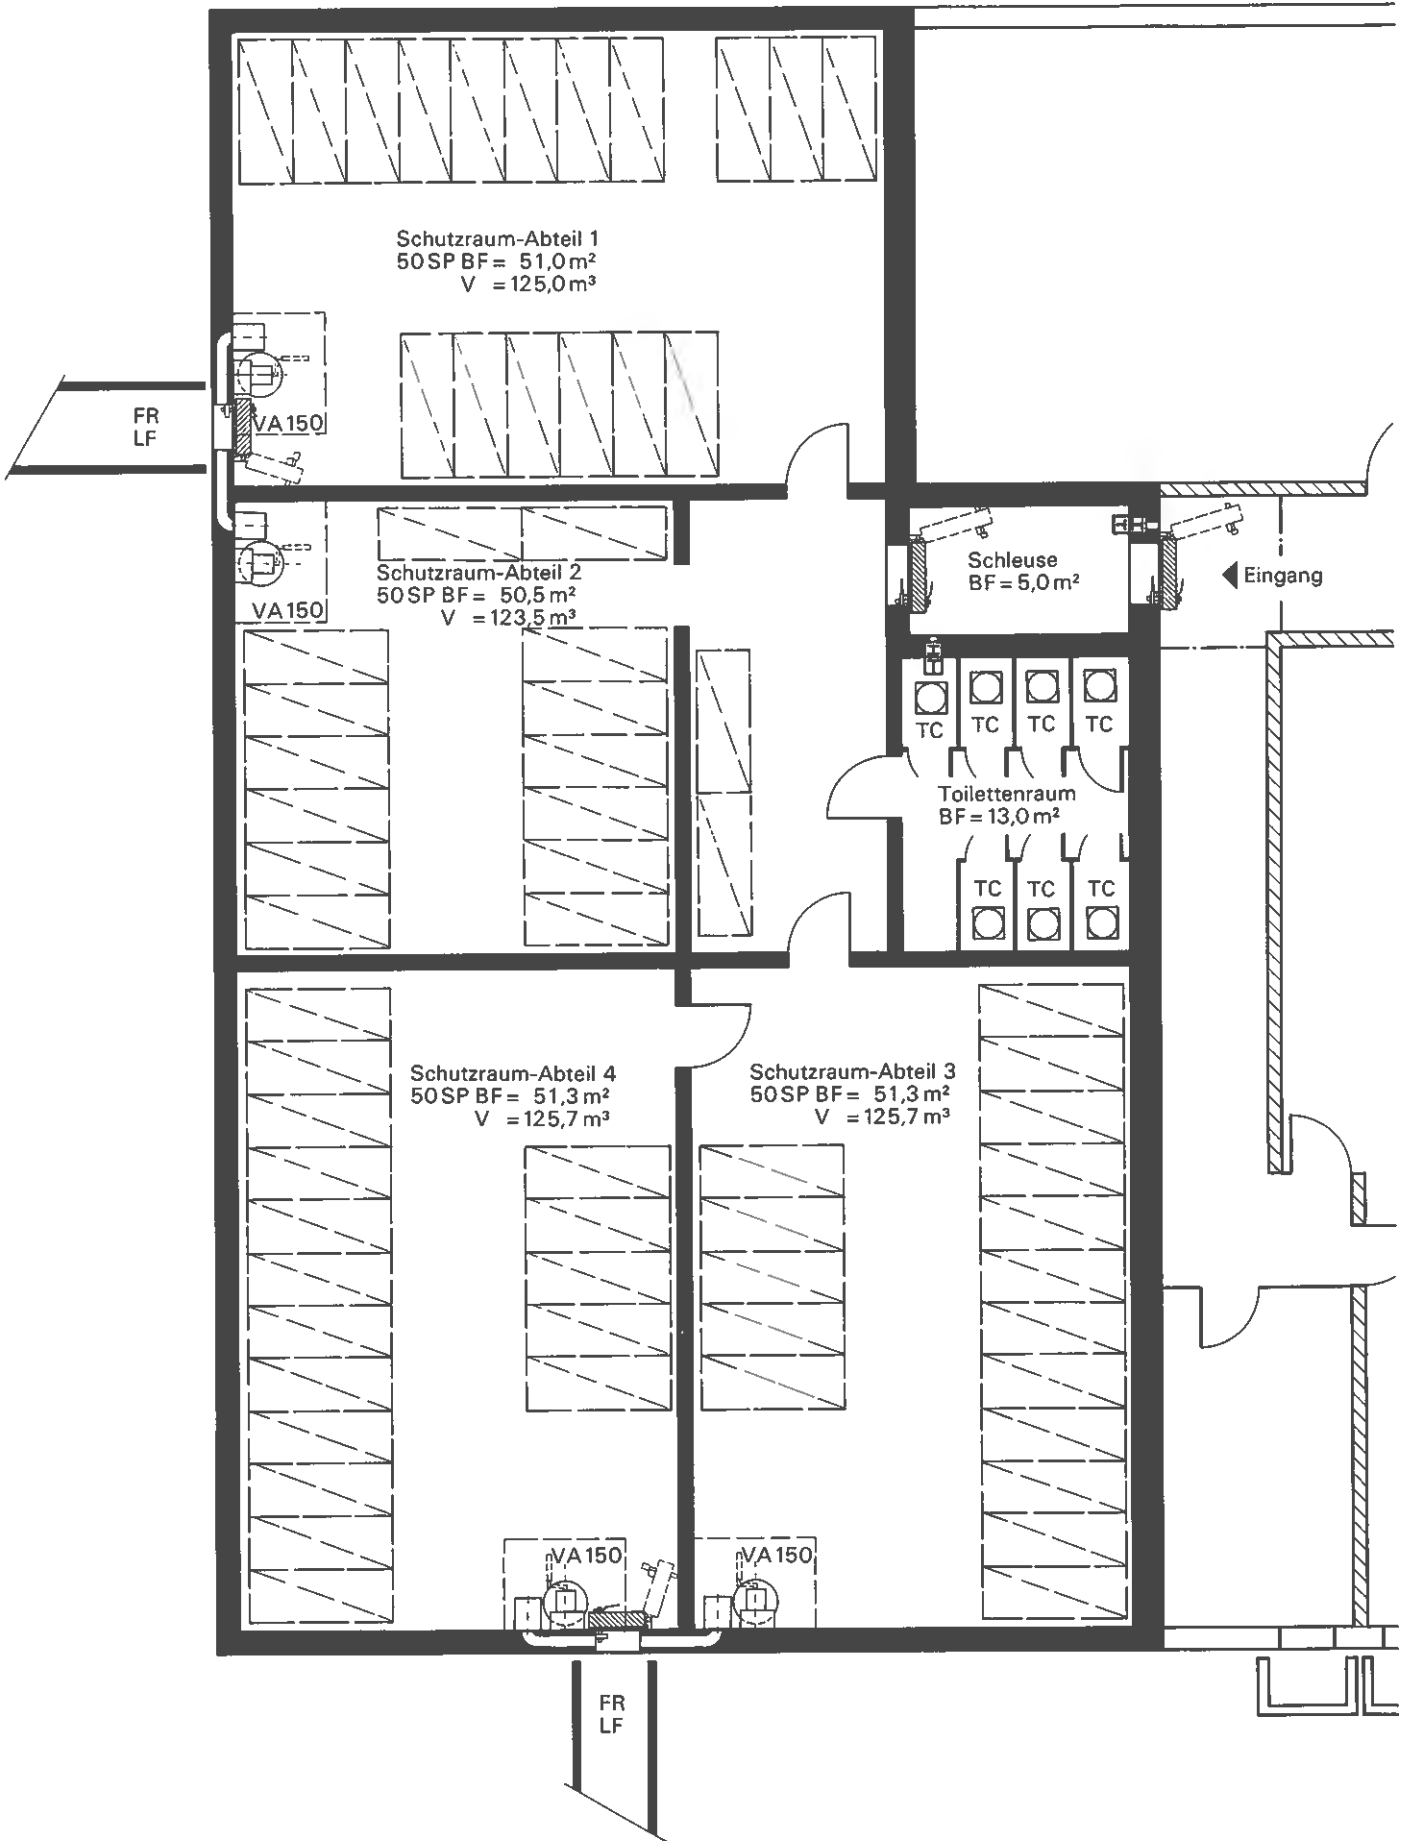 Schutzraum-Abteil 1
50 SP BF = 51,0 m²
V = 125,0 m³
FR
LF
VA 150
Schutzraum-Abteil 2
50 SP BF = 50,5 m²
V = 123,5 m³
VA 150
Schleuse
BF = 5,0 m²
Eingang
TC TC TC TC
Toilettenraum
BF = 13,0 m²
TC TC TC
Schutzraum-Abteil 4
50 SP BF = 51,3 m²
V = 125,7 m³
Schutzraum-Abteil 3
50 SP BF = 51,3 m²
V = 125,7 m³
VA 150
VA 150
FR
LF